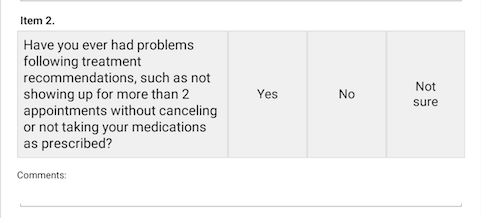 Item 2.
Have you ever had problems
following treatment
recommendations, such as not
showing up for more than 2
appointments without canceling
or not taking your medications
as prescribed?
Yes
No
Not
sure
Comments: